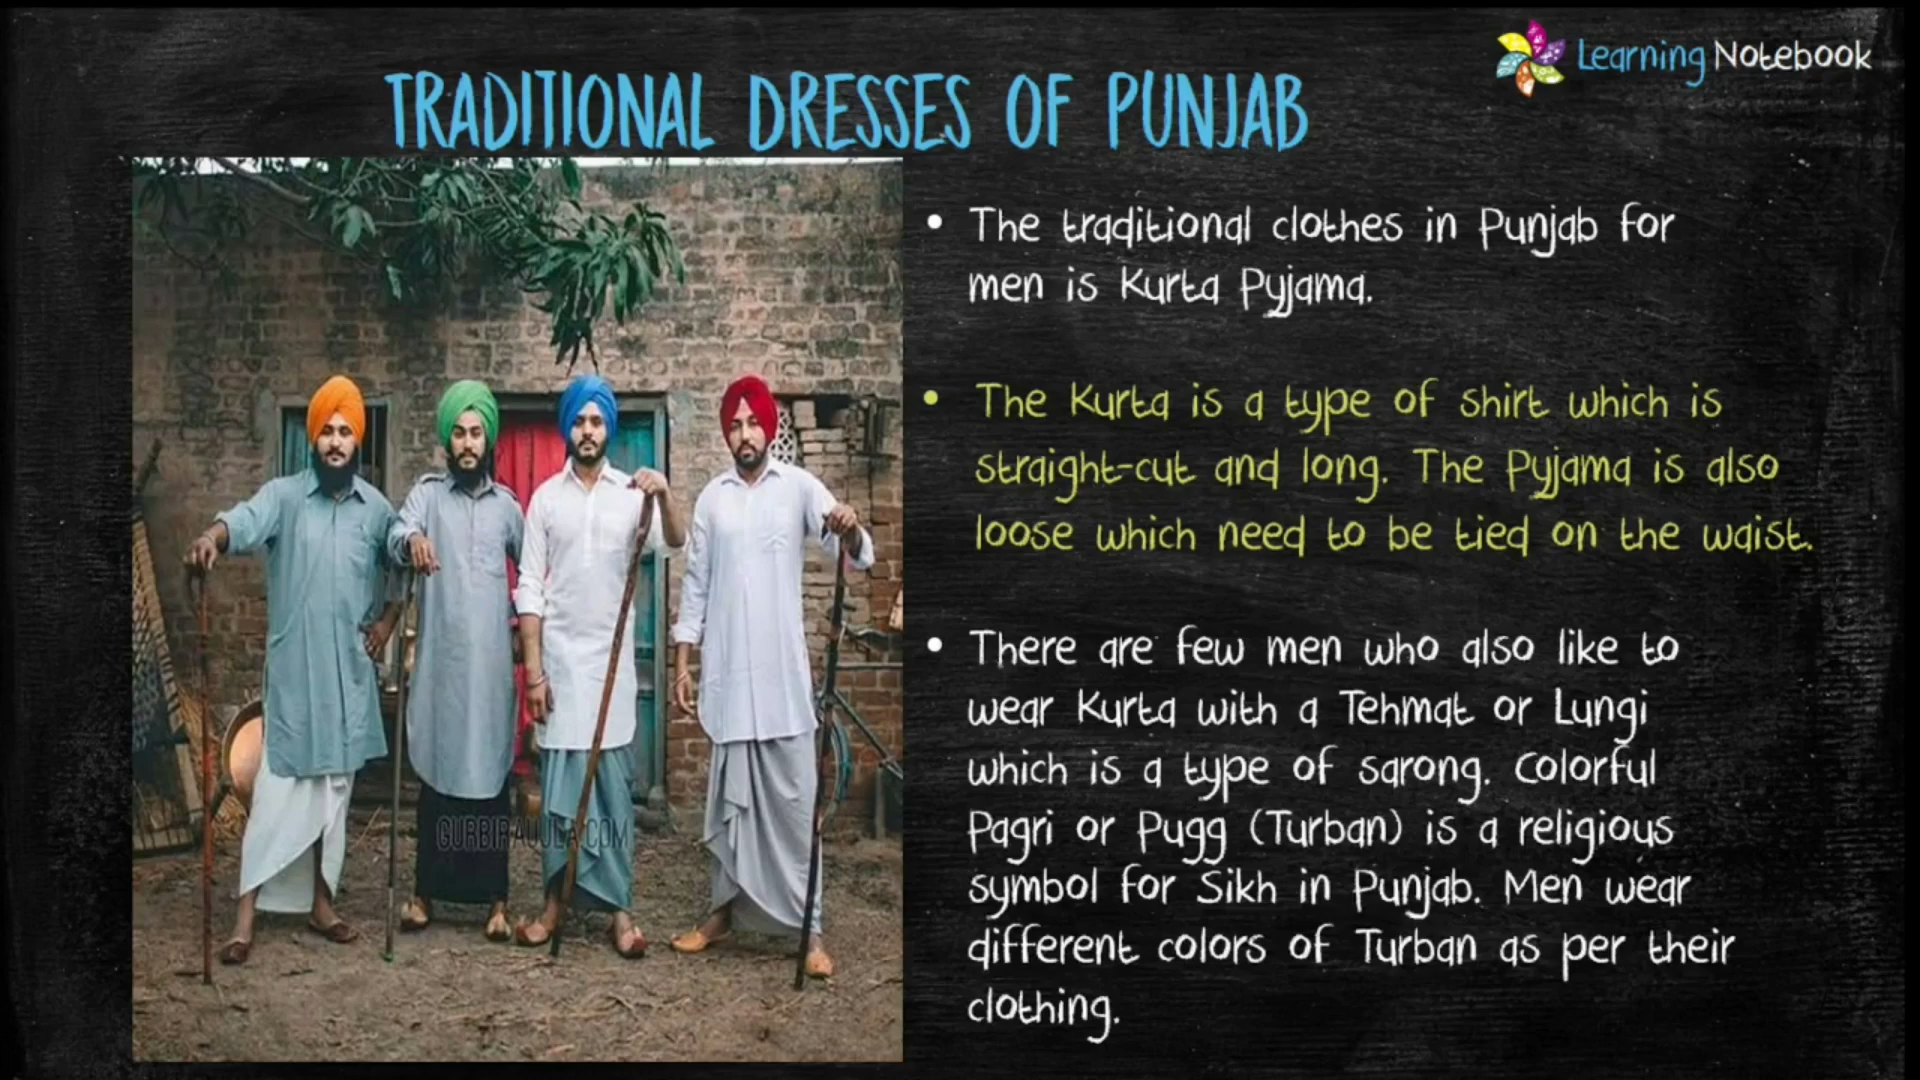 Learning Notebook
TRADITIONAL DRESSES OF PUNJAB
• The traditional clothes in Punjab for
men is Kurta Pyjama.
• The Kurta is a type of shirt which is
straight-cut and long. The Pyjama is also
loose which need to be tied on the waist.
• There are few men who also like to
wear Kurta with a Tehmat or Lungi
which is a type of sarong. Colorful
Pagri or Pugg (Turban) is a religious
symbol for Sikh in Punjab. Men wear
different colors of Turban as per their
clothing.
GURBIRAUJLA.COM